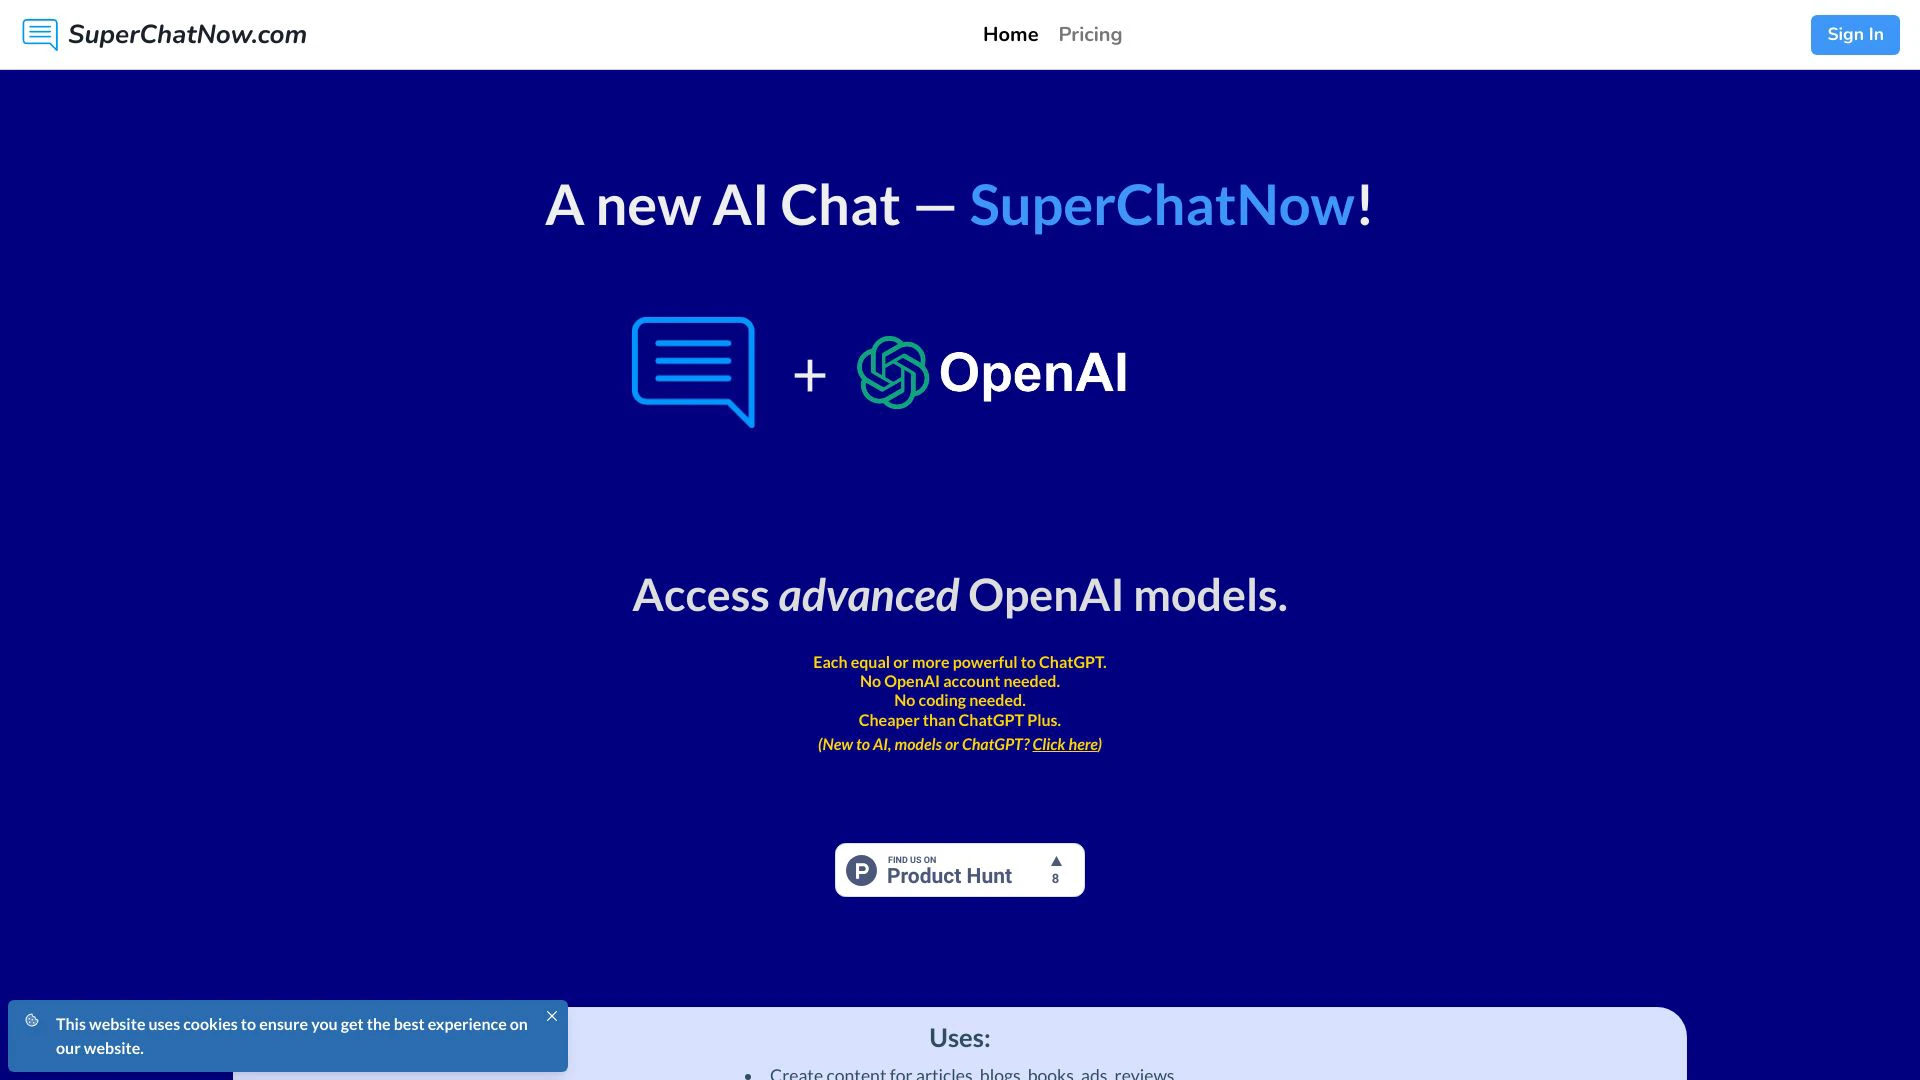 SuperChatNow.com
Home
Pricing
Sign In
A new AI Chat — SuperChatNow!
+
OpenAI
Access advanced OpenAI models.
Each equal or more powerful to ChatGPT.
No OpenAI account needed.
No coding needed.
Cheaper than ChatGPT Plus.
(New to AI, models or ChatGPT? Click here)
P
FIND US ON
Product Hunt
▲
8
This website uses cookies to ensure you get the best experience on
our website.
Uses:
• Create content for articles, blogs, books, ads, reviews